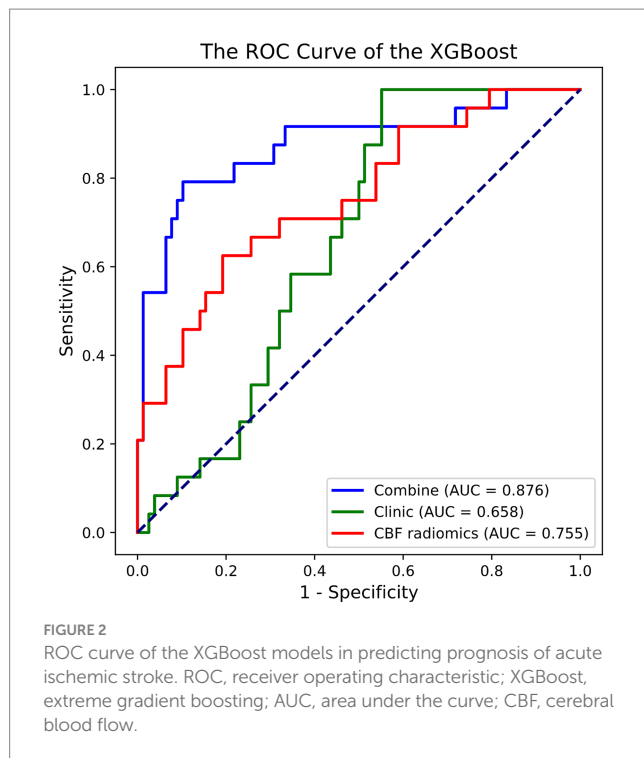 The ROC Curve of the XGBoost
1.0
0.8
0.6
0.4
0.2
0.0
Sensitivity
Combine (AUC = 0.876)
Clinic (AUC = 0.658)
CBF radiomics (AUC = 0.755)
0.0 0.2 0.4 0.6 0.8 1.0
1 - Specificity
FIGURE 2
ROC curve of the XGBoost models in predicting prognosis of acute
ischemic stroke. ROC, receiver operating characteristic; XGBoost,
extreme gradient boosting; AUC, area under the curve; CBF, cerebral
blood flow.